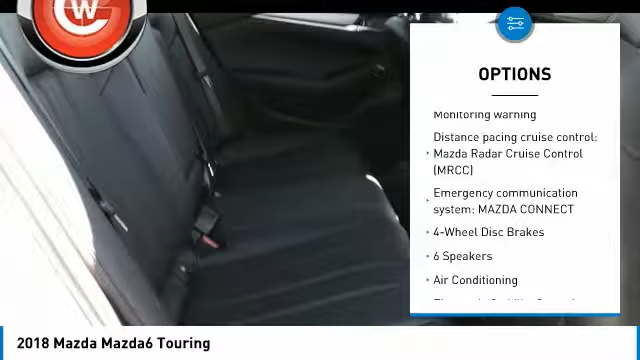 W
OPTIONS
Monitoring warning
Distance pacing cruise control:
Mazda Radar Cruise Control
(MRCC)
Emergency communication
system: MAZDA CONNECT
4-Wheel Disc Brakes
6 Speakers
Air Conditioning
2018 Mazda Mazda6 Touring